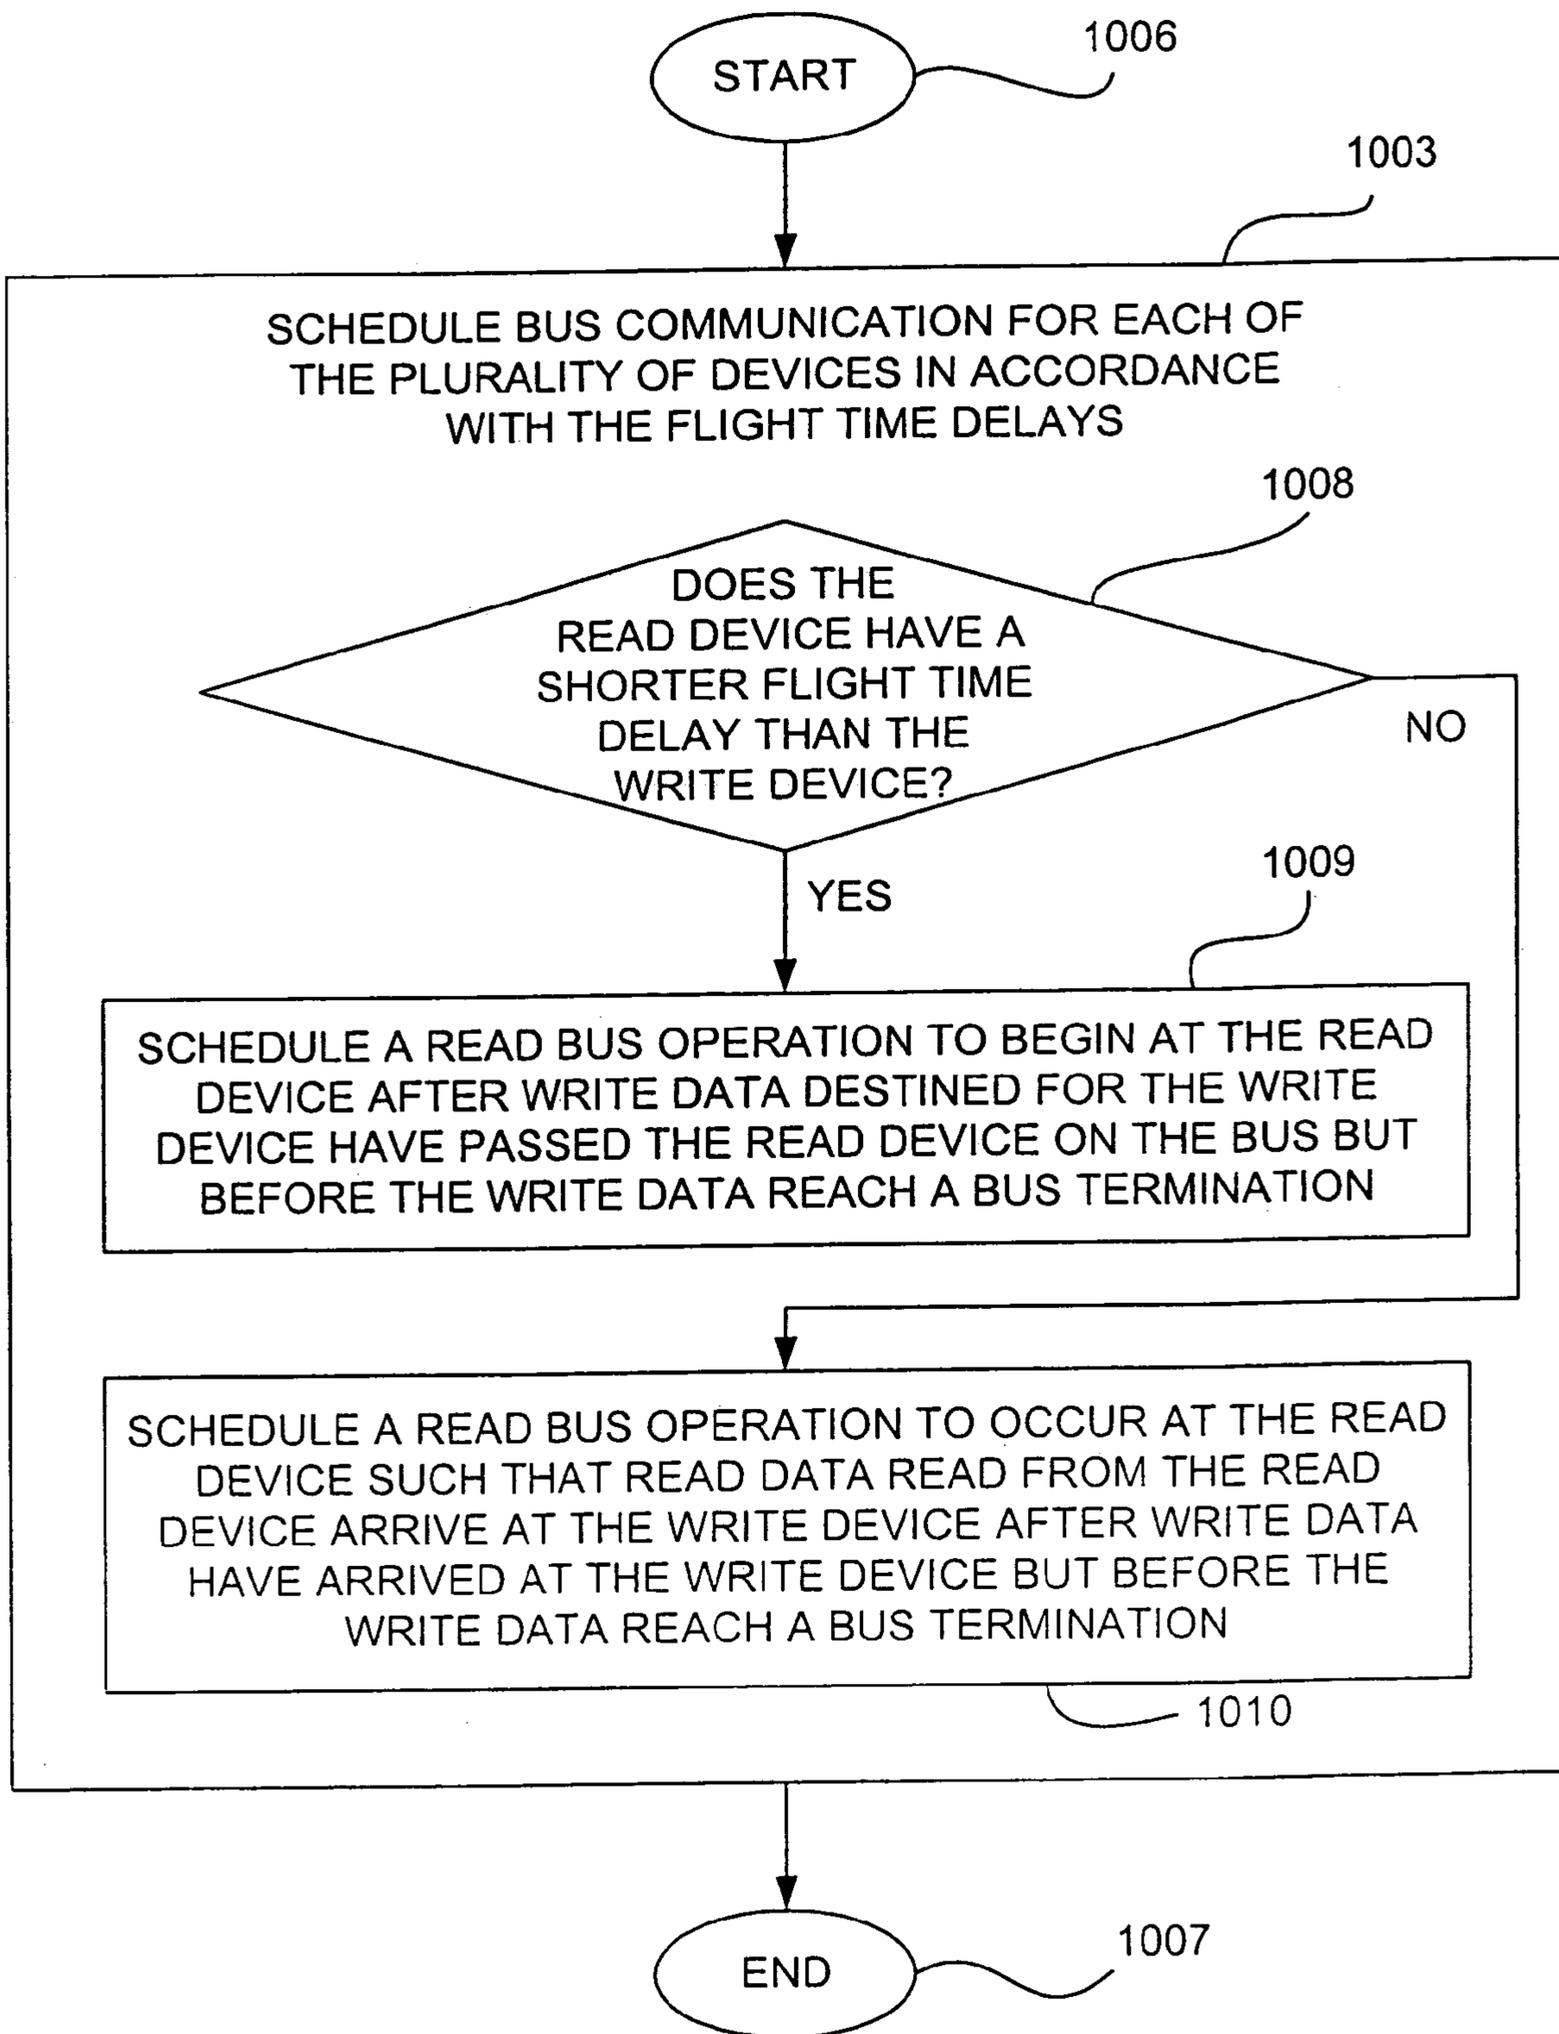 START
1006
1003
SCHEDULE BUS COMMUNICATION FOR EACH OF
THE PLURALITY OF DEVICES IN ACCORDANCE
WITH THE FLIGHT TIME DELAYS
1008
DOES THE
READ DEVICE HAVE A
SHORTER FLIGHT TIME
DELAY THAN THE
WRITE DEVICE?
NO
YES
1009
SCHEDULE A READ BUS OPERATION TO BEGIN AT THE READ
DEVICE AFTER WRITE DATA DESTINED FOR THE WRITE
DEVICE HAVE PASSED THE READ DEVICE ON THE BUS BUT
BEFORE THE WRITE DATA REACH A BUS TERMINATION
SCHEDULE A READ BUS OPERATION TO OCCUR AT THE READ
DEVICE SUCH THAT READ DATA READ FROM THE READ
DEVICE ARRIVE AT THE WRITE DEVICE AFTER WRITE DATA
HAVE ARRIVED AT THE WRITE DEVICE BUT BEFORE THE
WRITE DATA REACH A BUS TERMINATION
1010
END
1007